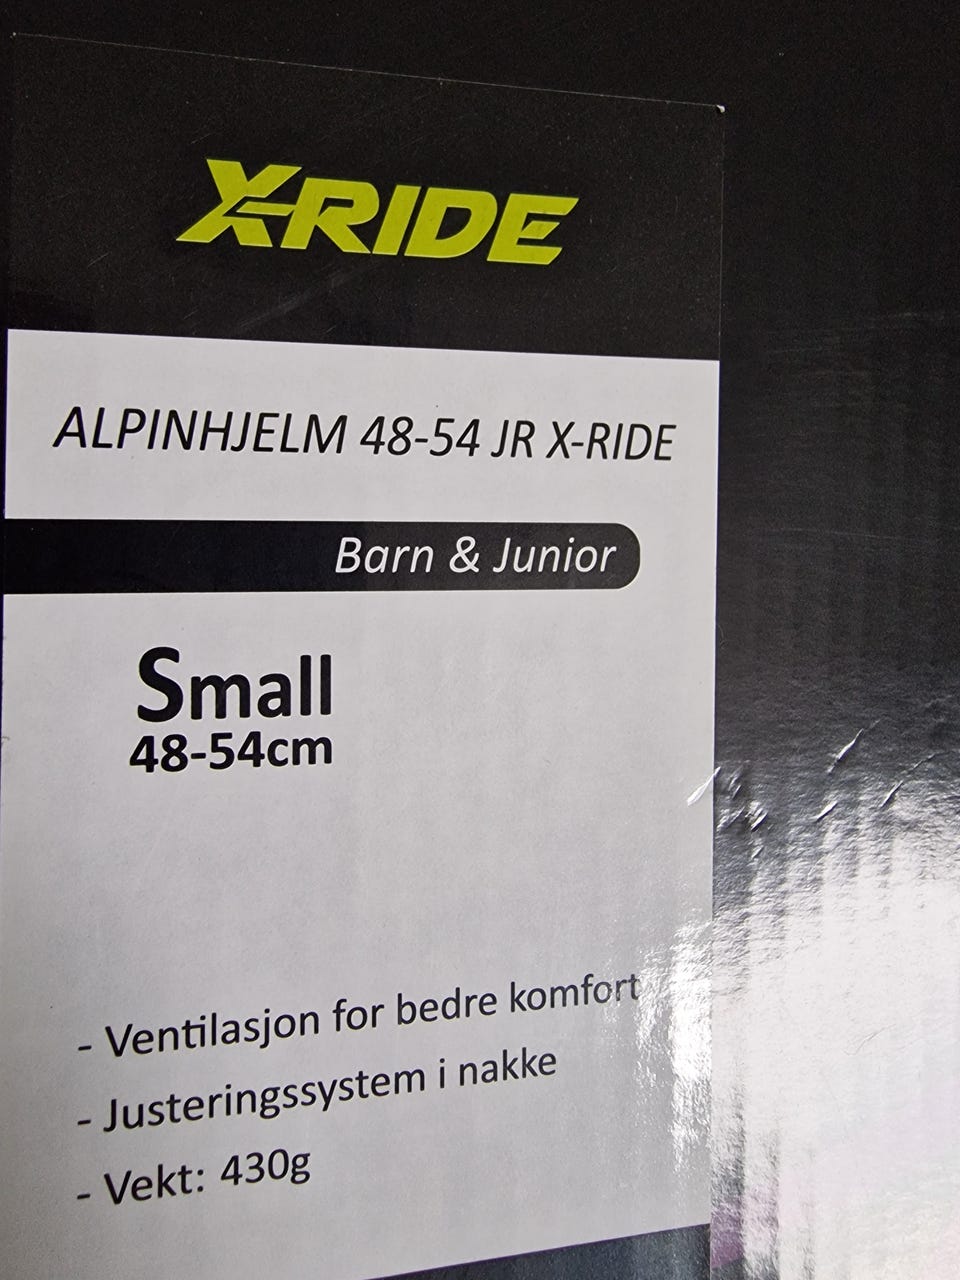 X-RIDE
ALPINHJELM 48-54 JR X-RIDE
Barn & Junior
Small
48-54cm
- Ventilasjon for bedre komfort
- Justeringssystem i nakke
- Vekt: 430g